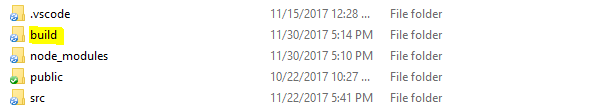 .vscode 11/15/2017 12:28 ... File folder
build 11/30/2017 5:14 PM File folder
node_modules 11/30/2017 5:10 PM File folder
public 10/22/2017 10:27 ... File folder
src 11/22/2017 5:41 PM File folder